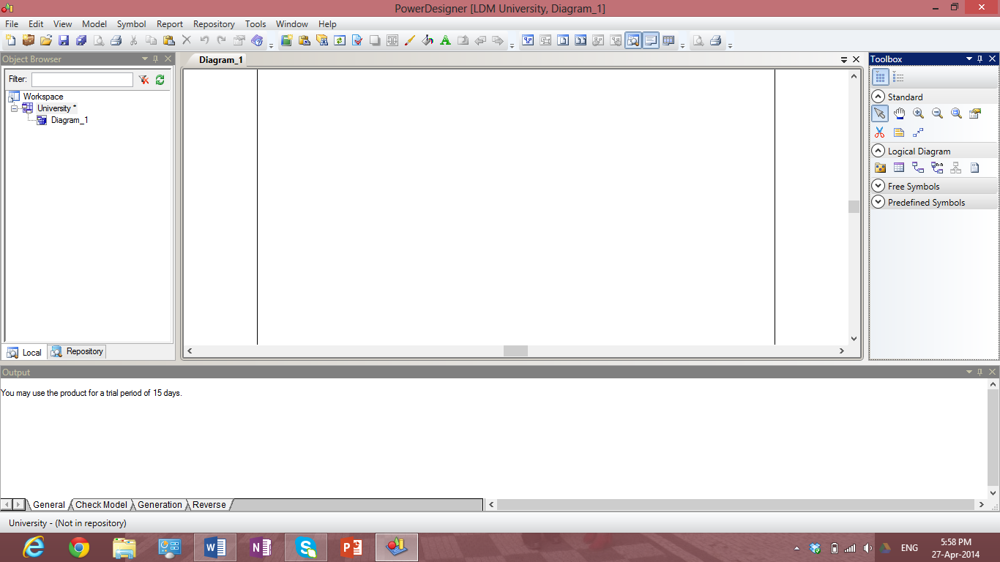 PowerDesigner [LDM University, Diagram_1]
File Edit View Model Symbol Report Repository Tools Window Help
Object Browser
Filter:
Workspace
University *
Diagram_1
Local Repository
Diagram_1
Toolbox
Standard
Logical Diagram
Free Symbols
Predefined Symbols
Output
You may use the product for a trial period of 15 days.
General Check Model Generation Reverse
University - (Not in repository)
ENG
5:58 PM
27-Apr-2014